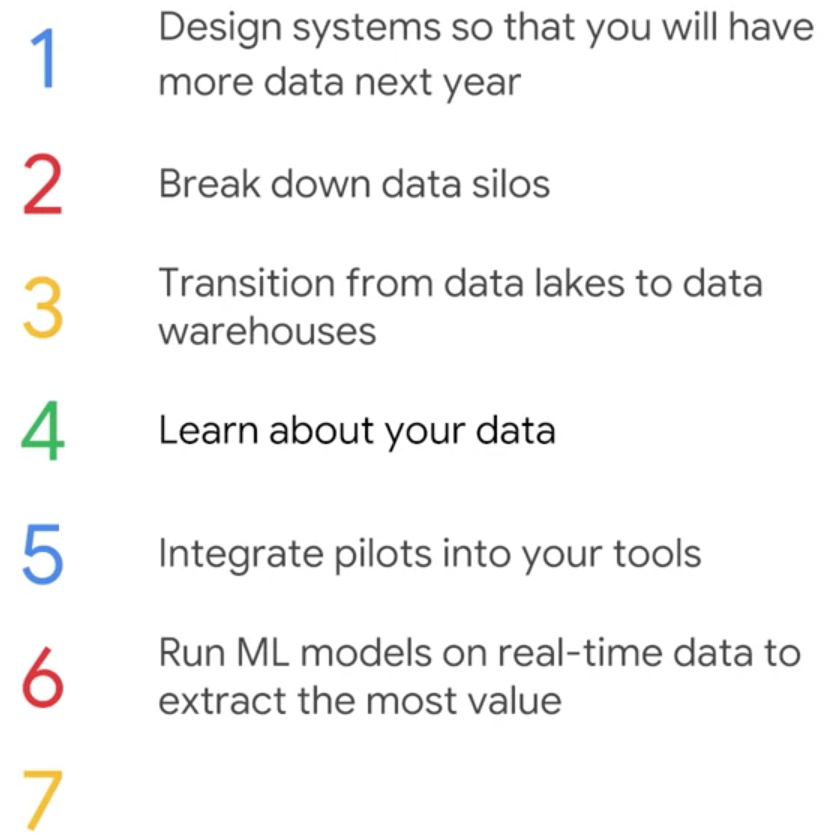 1
Design systems so that you will have
more data next year
2
Break down data silos
3
Transition from data lakes to data
warehouses
4
Learn about your data
5
Integrate pilots into your tools
6
Run ML models on real-time data to
extract the most value
7